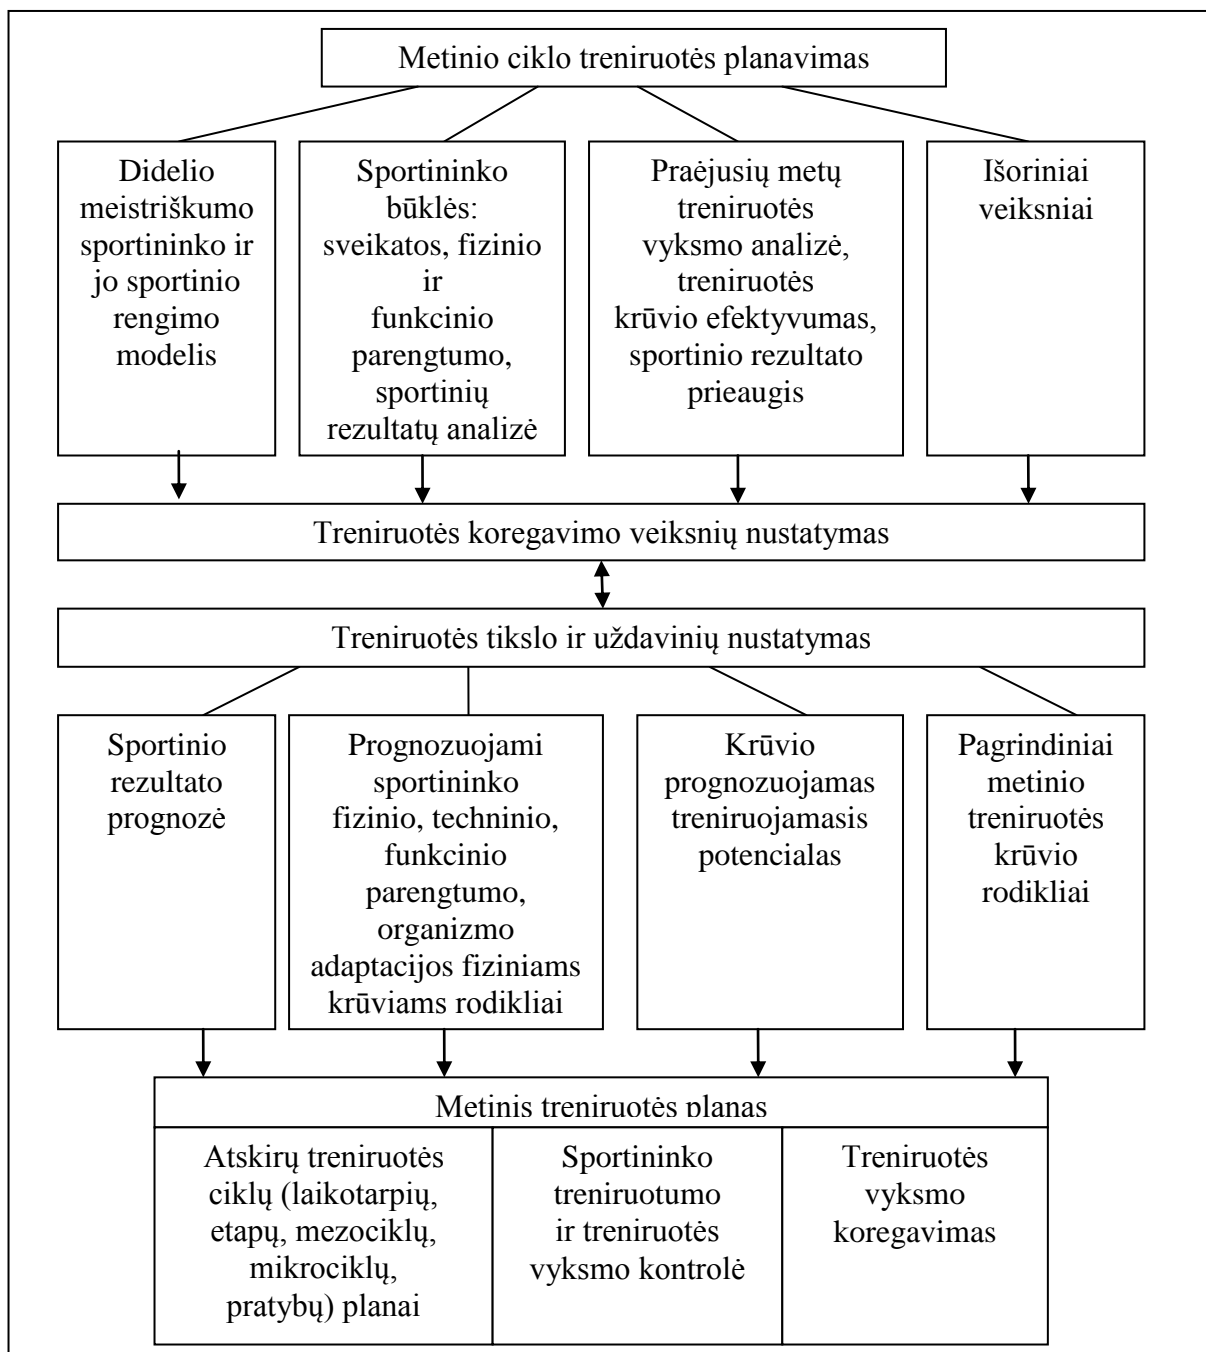 Metinio ciklo treniruotės planavimas
Didelio
meistriškumo
sportininko ir
jo sportinio
rengimo
modelis
Sportininko
būklės:
sveikatos, fizinio
ir
funkcinio
parengtumo,
sportinių
rezultatų analizė
Praėjusių metų
treniruotės
vyksmo analizė,
treniruotės
krūvio efektyvumas,
sportinio rezultato
prieaugis
Išoriniai
veiksniai
Treniruotės koregavimo veiksnių nustatymas
Treniruotės tikslo ir uždavinių nustatymas
Sportinio
rezultato
prognozė
Prognozuojami
sportininko
fizinio, techninio,
funkcinio
parengtumo,
organizmo
adaptacijos fiziniams
krūviams rodikliai
Krūvio
prognozuojamas
treniruojamasis
potencialas
Pagrindiniai
metinio
treniruotės
krūvio
rodikliai
Metinis treniruotės planas
Atskirų treniruotės
ciklų (laikotarpių,
etapų, mezociklų,
mikrociklų,
pratybų) planai
Sportininko
treniruotumo
ir treniruotės
vyksmo kontrolė
Treniruotės
vyksmo
koregavimas